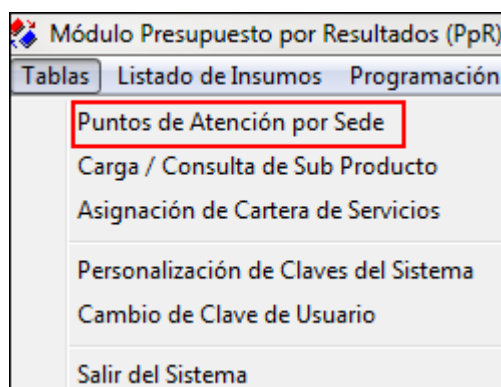 Módulo Presupuesto por Resultados (PpR)
Tablas Listado de Insumos Programación
Puntos de Atención por Sede
Carga / Consulta de Sub Producto
Asignación de Cartera de Servicios
Personalización de Claves del Sistema
Cambio de Clave de Usuario
Salir del Sistema